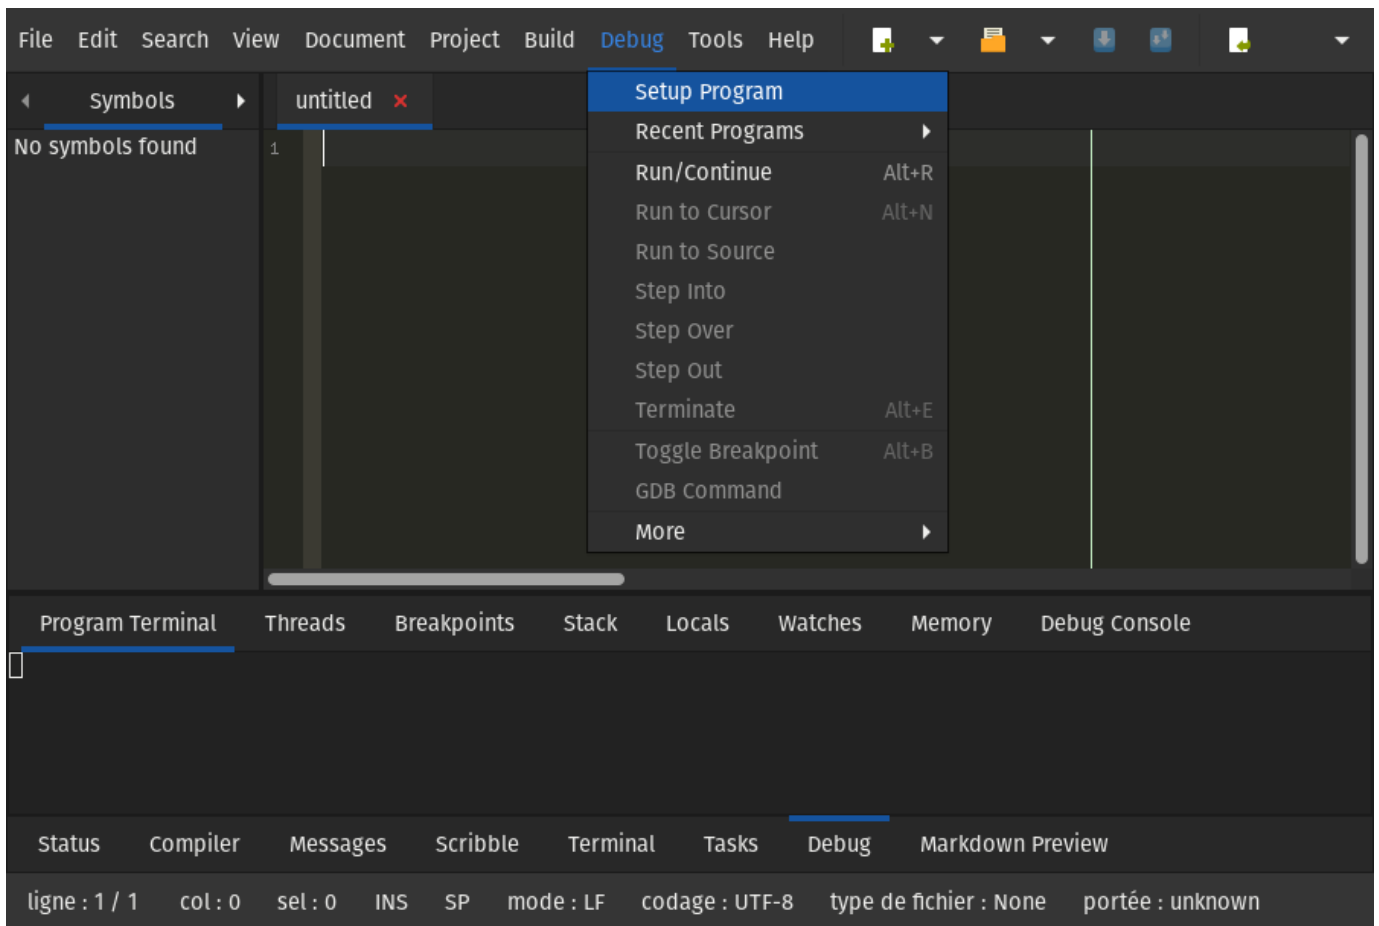 File Edit Search View Document Project Build Debug Tools Help
Symbols
untitled
No symbols found
1
Setup Program
Recent Programs
Run/Continue Alt+R
Run to Cursor Alt+N
Run to Source
Step Into
Step Over
Step Out
Terminate Alt+E
Toggle Breakpoint Alt+B
GDB Command
More
Program Terminal Threads Breakpoints Stack Locals Watches Memory Debug Console
Status Compiler Messages Scribble Terminal Tasks Debug Markdown Preview
ligne : 1 / 1 col : 0 sel : 0 INS SP mode : LF codage : UTF-8 type de fichier : None portée : unknown